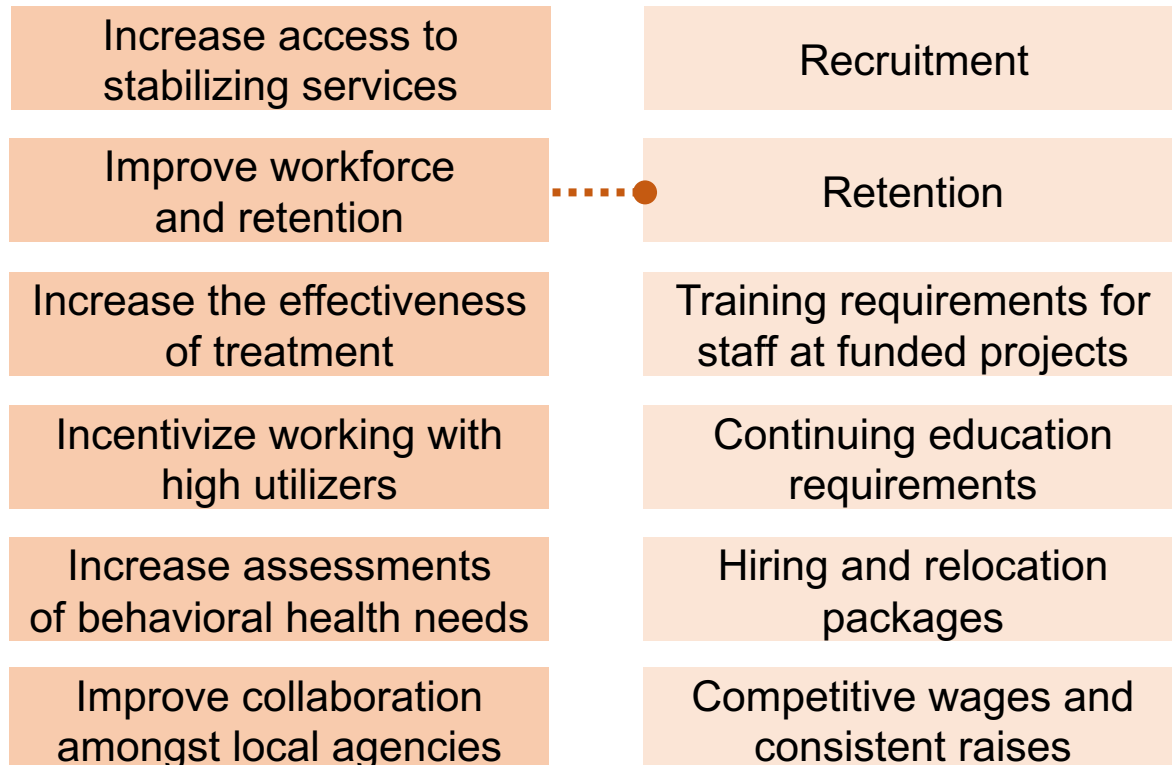 Increase access to
stabilizing services
Recruitment
Improve workforce
and retention
Retention
Increase the effectiveness
of treatment
Training requirements for
staff at funded projects
Incentivize working with
high utilizers
Continuing education
requirements
Increase assessments
of behavioral health needs
Hiring and relocation
packages
Improve collaboration
amongst local agencies
Competitive wages and
consistent raises